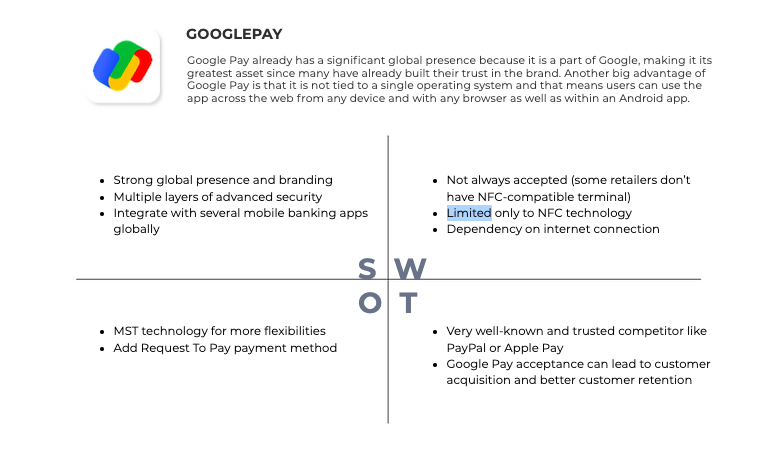 GOOGLEPAY
Google Pay already has a significant global presence because it is a part of Google, making it its
greatest asset since many have already built their trust in the brand. Another big advantage of
Google Pay is that it is not tied to a single operating system and that means users can use the
app across the web from any device and with any browser as well as within an Android app.
• Strong global presence and branding
• Multiple layers of advanced security
• Integrate with several mobile banking apps
globally
• Not always accepted (some retailers don't
have NFC-compatible terminal)
• Limited only to NFC technology
• Dependency on internet connection
S W
O T
• MST technology for more flexibilities
• Add Request To Pay payment method
• Very well-known and trusted competitor like
PayPal or Apple Pay
• Google Pay acceptance can lead to customer
acquisition and better customer retention